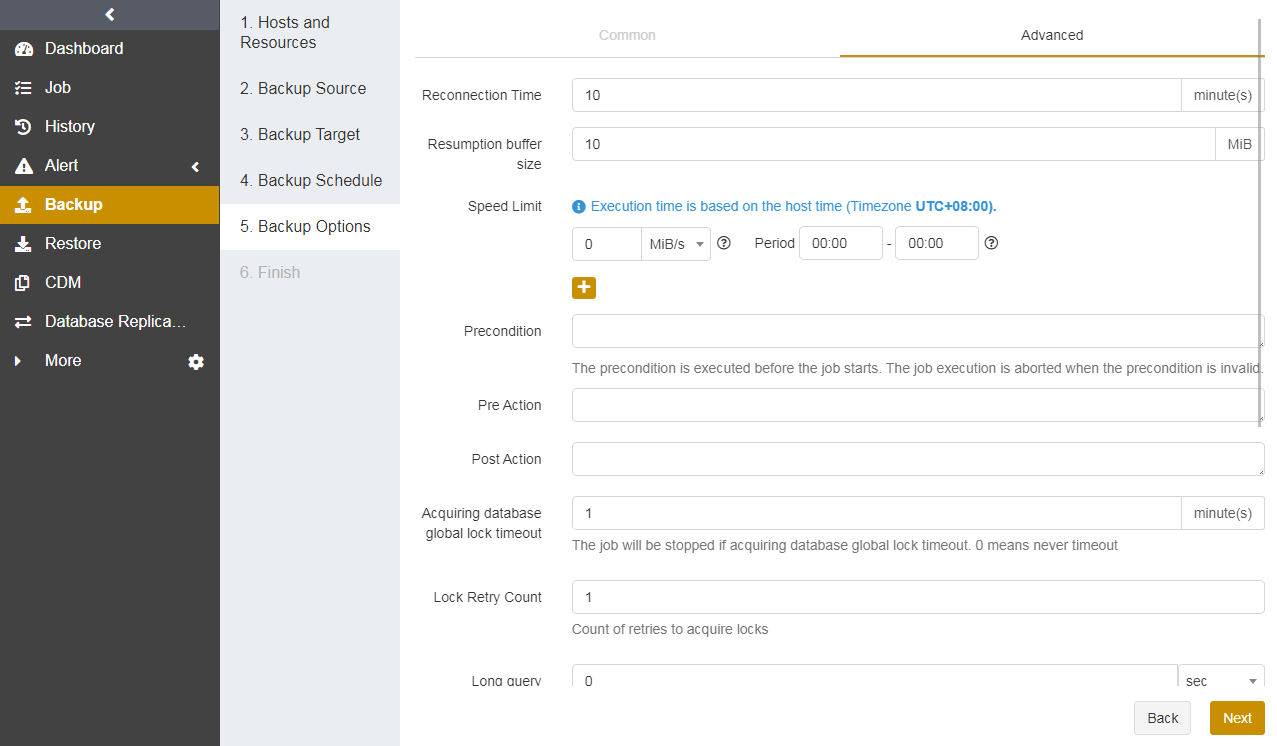 Dashboard
Job
History
Alert
Backup
Restore
CDM
Database Replica...
More
1. Hosts and
Resources
2. Backup Source
3. Backup Target
4. Backup Schedule
5. Backup Options
6. Finish
Common
Advanced
Reconnection Time
10
minute(s)
Resumption buffer
size
10
MiB
Speed Limit
Execution time is based on the host time (Timezone UTC+08:00).
0
MiB/s
Period
00:00
-
00:00
Precondition
The precondition is executed before the job starts. The job execution is aborted when the precondition is invalid.
Pre Action
Post Action
Acquiring database
global lock timeout
1
minute(s)
The job will be stopped if acquiring database global lock timeout. 0 means never timeout
Lock Retry Count
1
Count of retries to acquire locks
Long query
0
sec
Back
Next